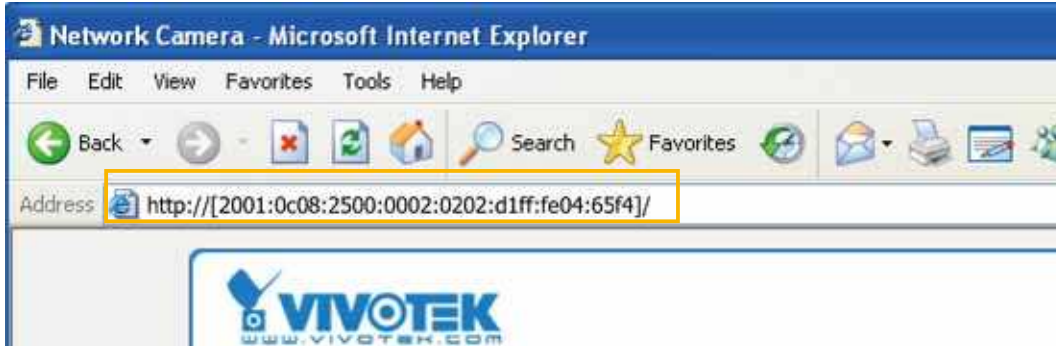 Network Camera - Microsoft Internet Explorer
File Edit View Favorites Tools Help
Back Search Favorites
Address http://[2001:0c08:2500:0002:0202:d1ff:fe04:65f4]/
VIVOTEK
www.vivotek.com